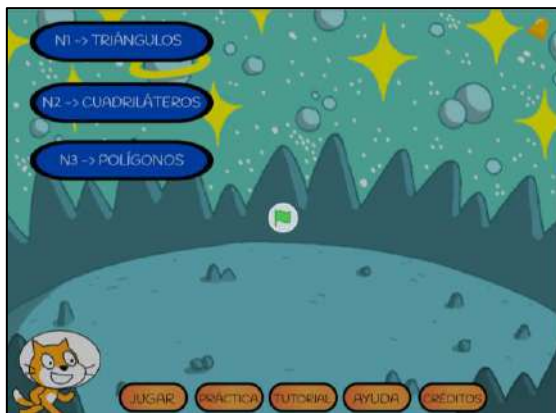 N1 -> TRIÁNGULOS
N2 -> CUADRILÁTEROS
N3 -> POLÍGONOS
JUGAR PRÁCTICA TUTORIAL AYUDA CRÉDITOS